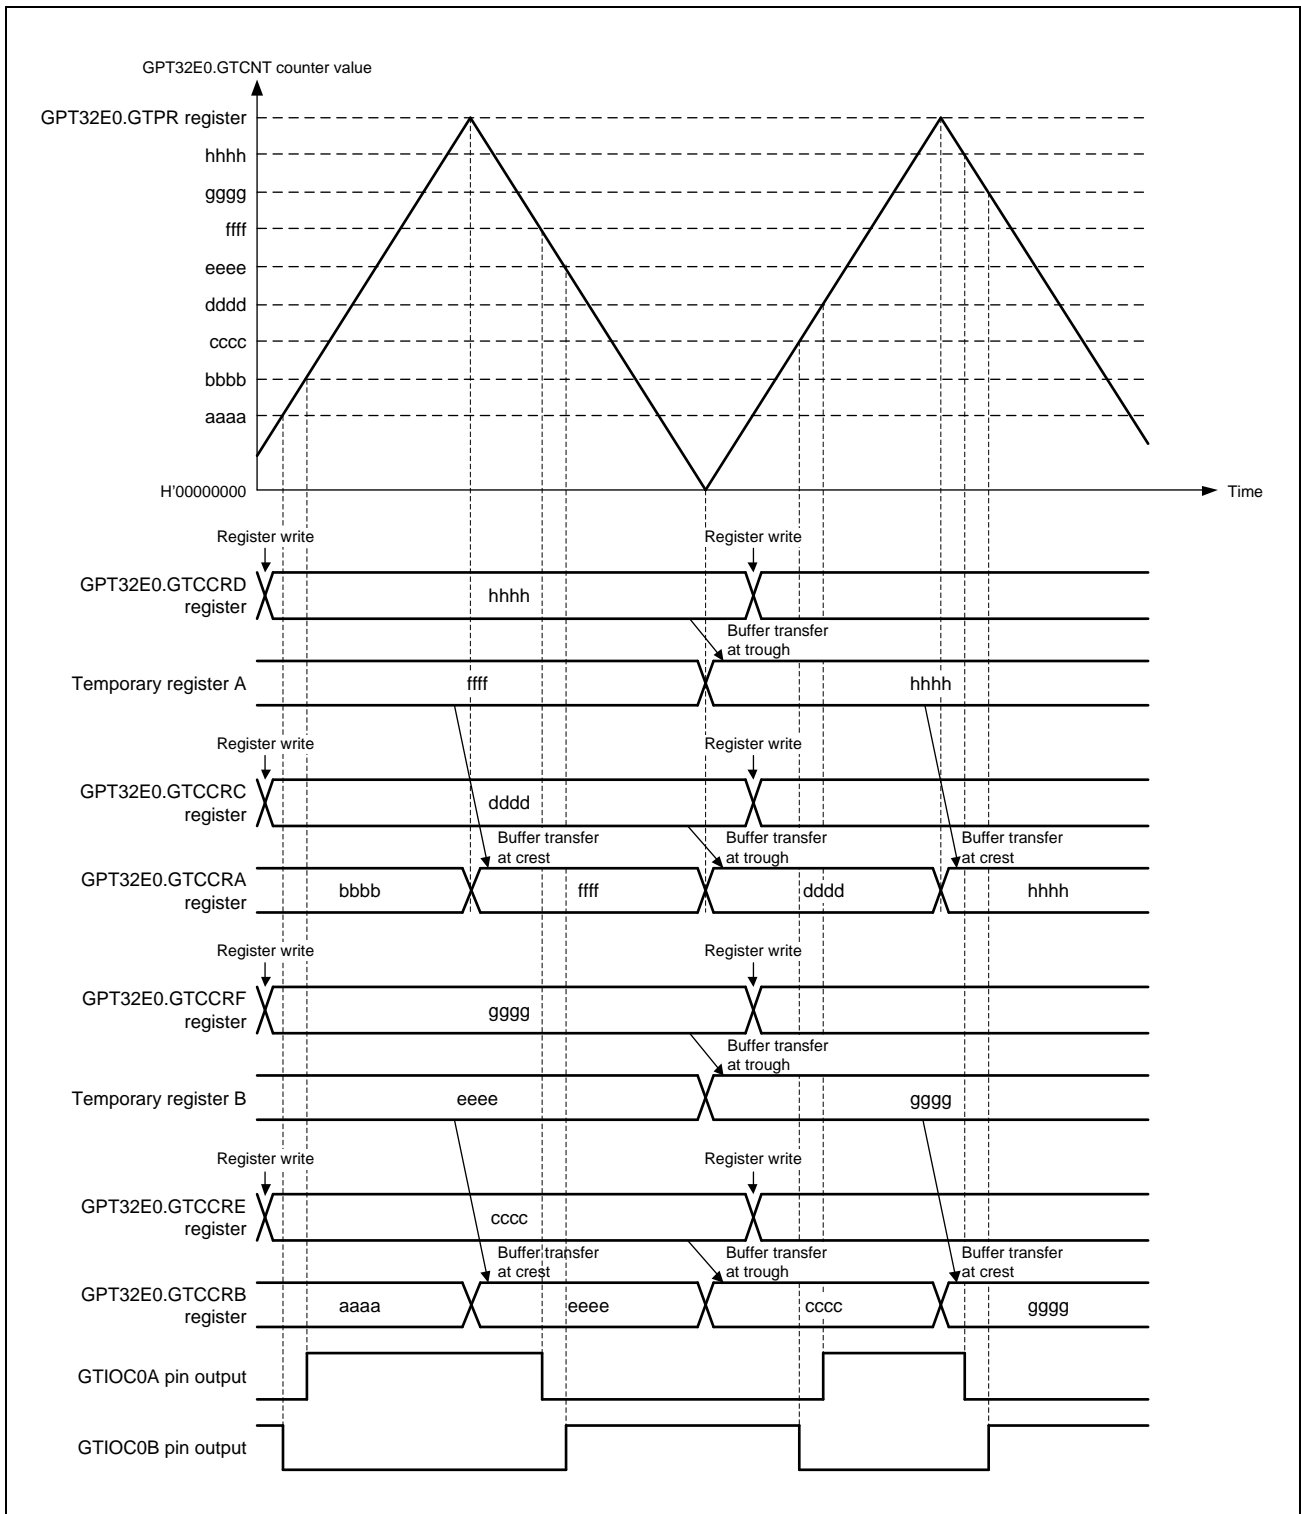 GPT32E0.GTCNT counter value
GPT32E0.GTPR register
hhhh
gggg
ffff
eeee
dddd
cccc
bbbb
aaaa
H'00000000
Time
Register write
Register write
GPT32E0.GTCCRD
register
hhhh
Buffer transfer
at trough
Temporary register A
ffff
hhhh
Register write
Register write
GPT32E0.GTCCRC
register
dddd
Buffer transfer
at crest
Buffer transfer
at trough
Buffer transfer
at crest
GPT32E0.GTCCRA
register
bbbb
ffff
dddd
hhhh
Register write
Register write
GPT32E0.GTCCRF
register
gggg
Buffer transfer
at trough
Temporary register B
eeee
gggg
Register write
Register write
GPT32E0.GTCCRE
register
cccc
Buffer transfer
at crest
Buffer transfer
at trough
Buffer transfer
at crest
GPT32E0.GTCCRB
register
aaaa
eeee
cccc
gggg
GTIOC0A pin output
GTIOC0B pin output